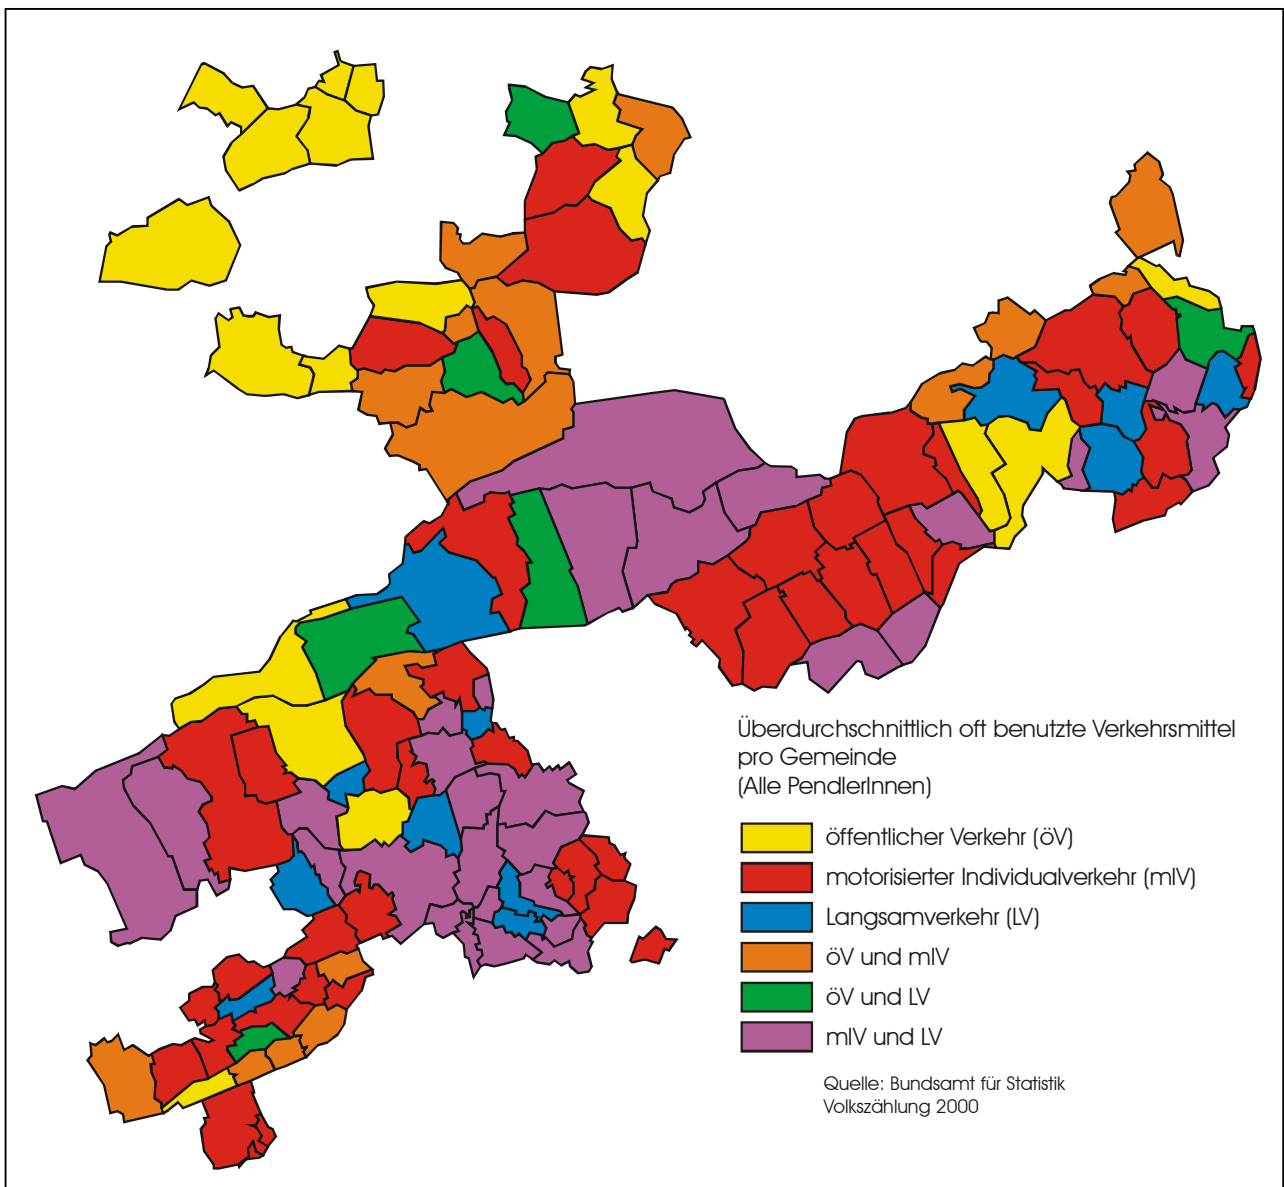 Überdurchschnittlich oft benutzte Verkehrsmittel
pro Gemeinde
(Alle PendlerInnen)
öffentlicher Verkehr (öV)
motorisierter Individualverkehr (mIV)
Langsamverkehr (LV)
öV und mIV
öV und LV
mIV und LV
Quelle: Bundsamt für Statistik
Volkszählung 2000